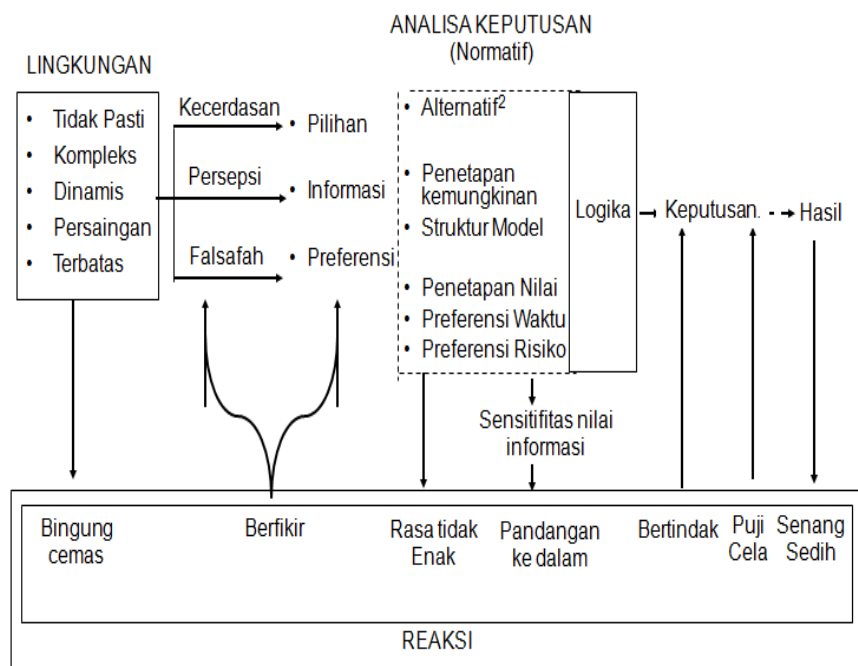 ANALISA KEPUTUSAN
(Normatif)
LINGKUNGAN
• Tidak Pasti
• Kompleks
• Dinamis
• Persaingan
• Terbatas
Kecerdasan
Persepsi
Falsafah
• Pilihan
• Informasi
• Preferensi
• Alternatif²
• Penetapan
kemungkinan
• Struktur Model
• Penetapan Nilai
• Preferensi Waktu
• Preferensi Risiko
Logika
Keputusan.
Hasil
Sensitifitas nilai
informasi
Bingung
cemas
Berfikir
Rasa tidak
Enak
Pandangan
ke dalam
Bertindak
Puji
Cela
Senang
Sedih
REAKSI